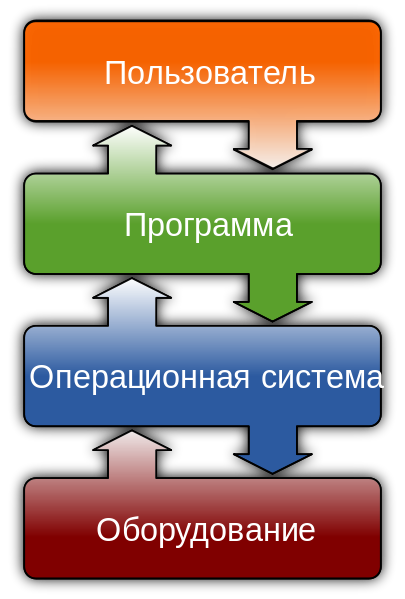 Пользователь
Программа
Операционная система
Оборудование